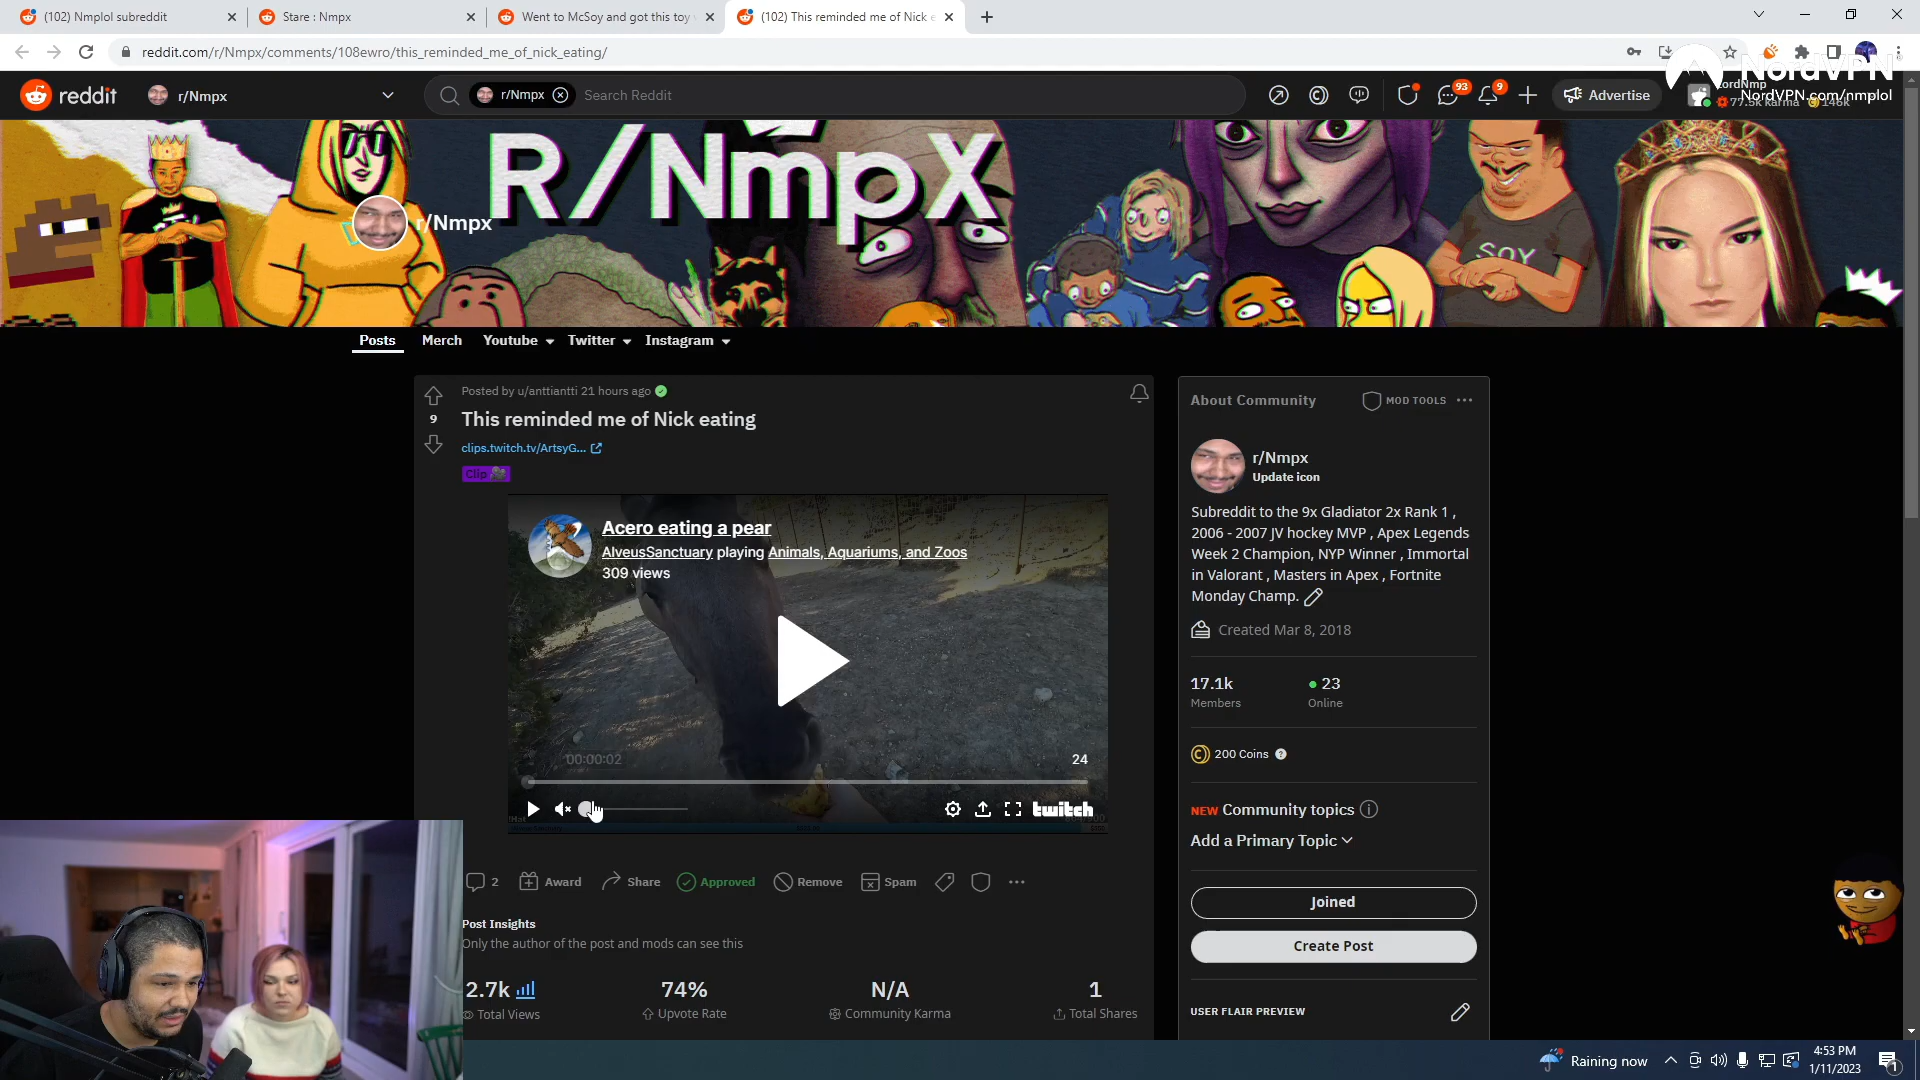 (102) Nmplol subreddit
Stare : Nmpx
Went to McSoy and got this toy
(102) This reminded me of Nick e
reddit.com/r/Nmpx/comments/108ewro/this_reminded_me_of_nick_eating/
NordVPN
NordVPN.com/nmplol
reddit
r/Nmpx
r/Nmpx
Search Reddit
93
9
Advertise
LordNmp
77.5k karma
146k
R/NmpX
r/Nmpx
SOY
Posts
Merch
Youtube
Twitter
Instagram
Posted by u/anttiantti 21 hours ago
9
This reminded me of Nick eating
clips.twitch.tv/ArtsyG...
Clip
Acero eating a pear
AlveusSanctuary playing Animals, Aquariums, and Zoos
309 views
00:00:02
24
twitch
2
Award
Share
Approved
Remove
Spam
Post Insights
Only the author of the post and mods can see this
2.7k
74%
N/A
1
Total Views
Upvote Rate
Community Karma
Total Shares
About Community
MOD TOOLS
r/Nmpx
Update icon
Subreddit to the 9x Gladiator 2x Rank 1 ,
2006 - 2007 JV hockey MVP , Apex Legends
Week 2 Champion, NYP Winner , Immortal
in Valorant , Masters in Apex , Fortnite
Monday Champ.
Created Mar 8, 2018
17.1k
23
Members
Online
200 Coins
NEW Community topics
Add a Primary Topic
Joined
Create Post
USER FLAIR PREVIEW
Raining now
4:53 PM
1/11/2023
1